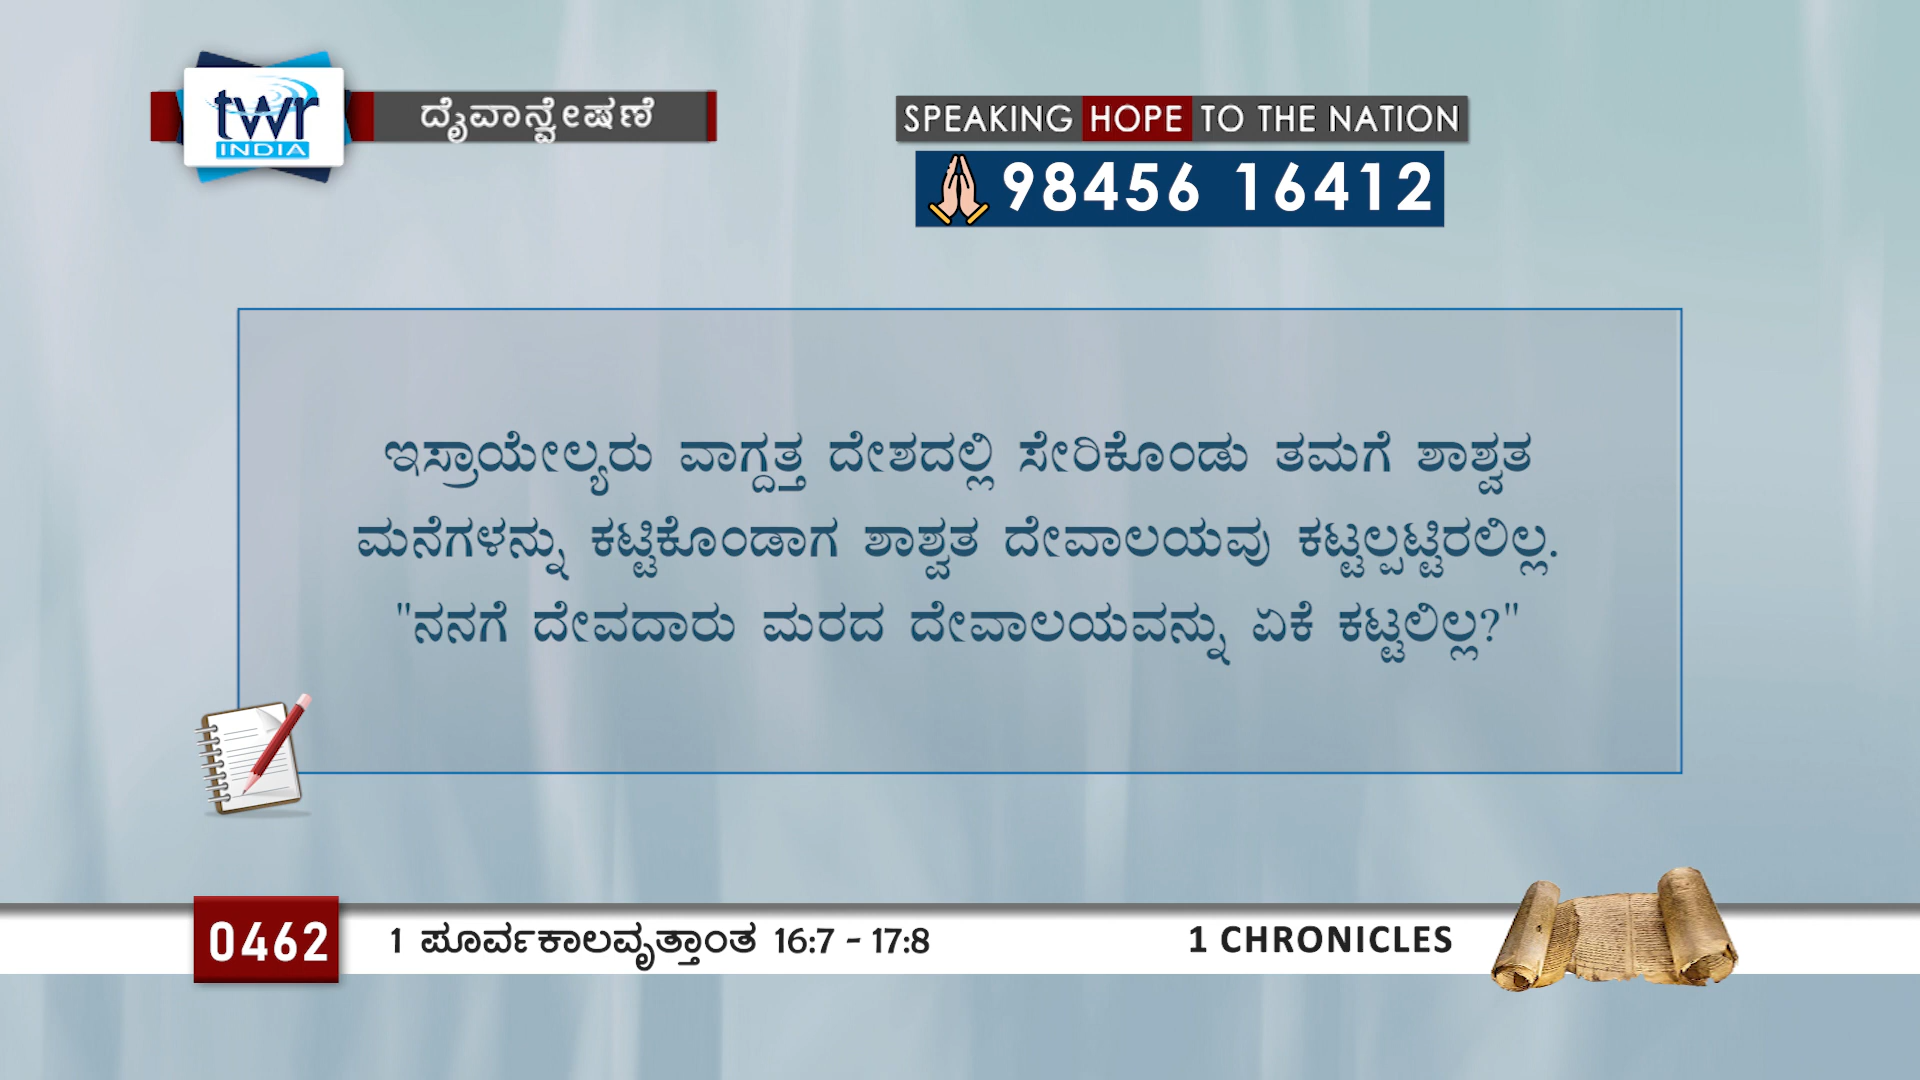 twr
INDIA
ದೈವಾನ್ವೇಷಣೆ
SPEAKING HOPE TO THE NATION
98456 16412
ಇಸ್ರಾಯೇಲ್ಯರು ವಾಗ್ದತ್ತ ದೇಶದಲ್ಲಿ ಸೇರಿಕೊಂಡು ತಮಗೆ ಶಾಶ್ವತ
ಮನೆಗಳನ್ನು ಕಟ್ಟಿಕೊಂಡಾಗ ಶಾಶ್ವತ ದೇವಾಲಯವು ಕಟ್ಟಲ್ಪಟ್ಟಿರಲಿಲ್ಲ.
"ನನಗೆ ದೇವದಾರು ಮರದ ದೇವಾಲಯವನ್ನು ಏಕೆ ಕಟ್ಟಲಿಲ್ಲ?"
0462
1 ಪೂರ್ವಕಾಲವೃತ್ತಾಂತ 16:7 - 17:8
1 CHRONICLES